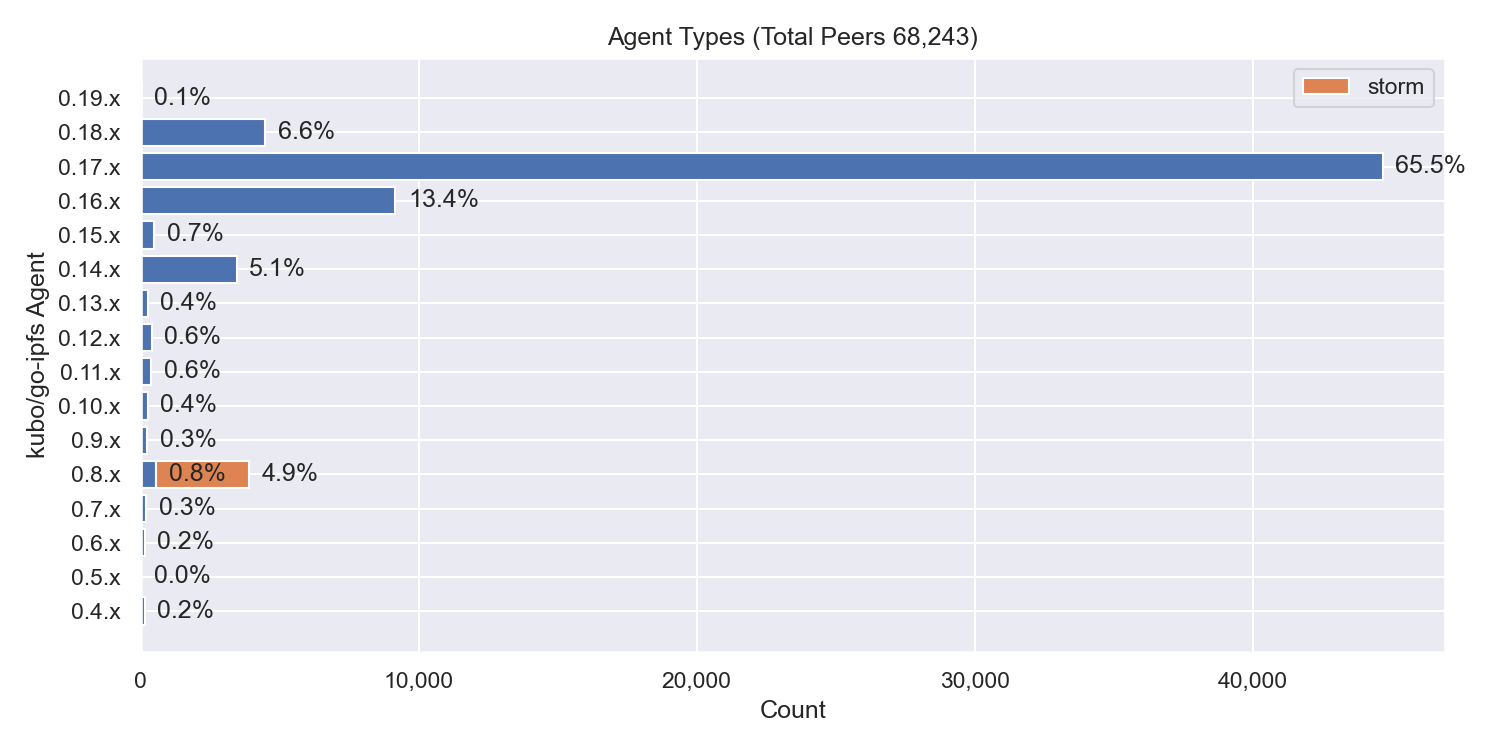 Agent Types (Total Peers 68,243)
storm
kubo/go-ipfs Agent
0.19.x 0.1%
0.18.x 6.6%
0.17.x 65.5%
0.16.x 13.4%
0.15.x 0.7%
0.14.x 5.1%
0.13.x 0.4%
0.12.x 0.6%
0.11.x 0.6%
0.10.x 0.4%
0.9.x 0.3%
0.8.x 0.8% 4.9%
0.7.x 0.3%
0.6.x 0.2%
0.5.x 0.0%
0.4.x 0.2%
0 10,000 20,000 30,000 40,000
Count